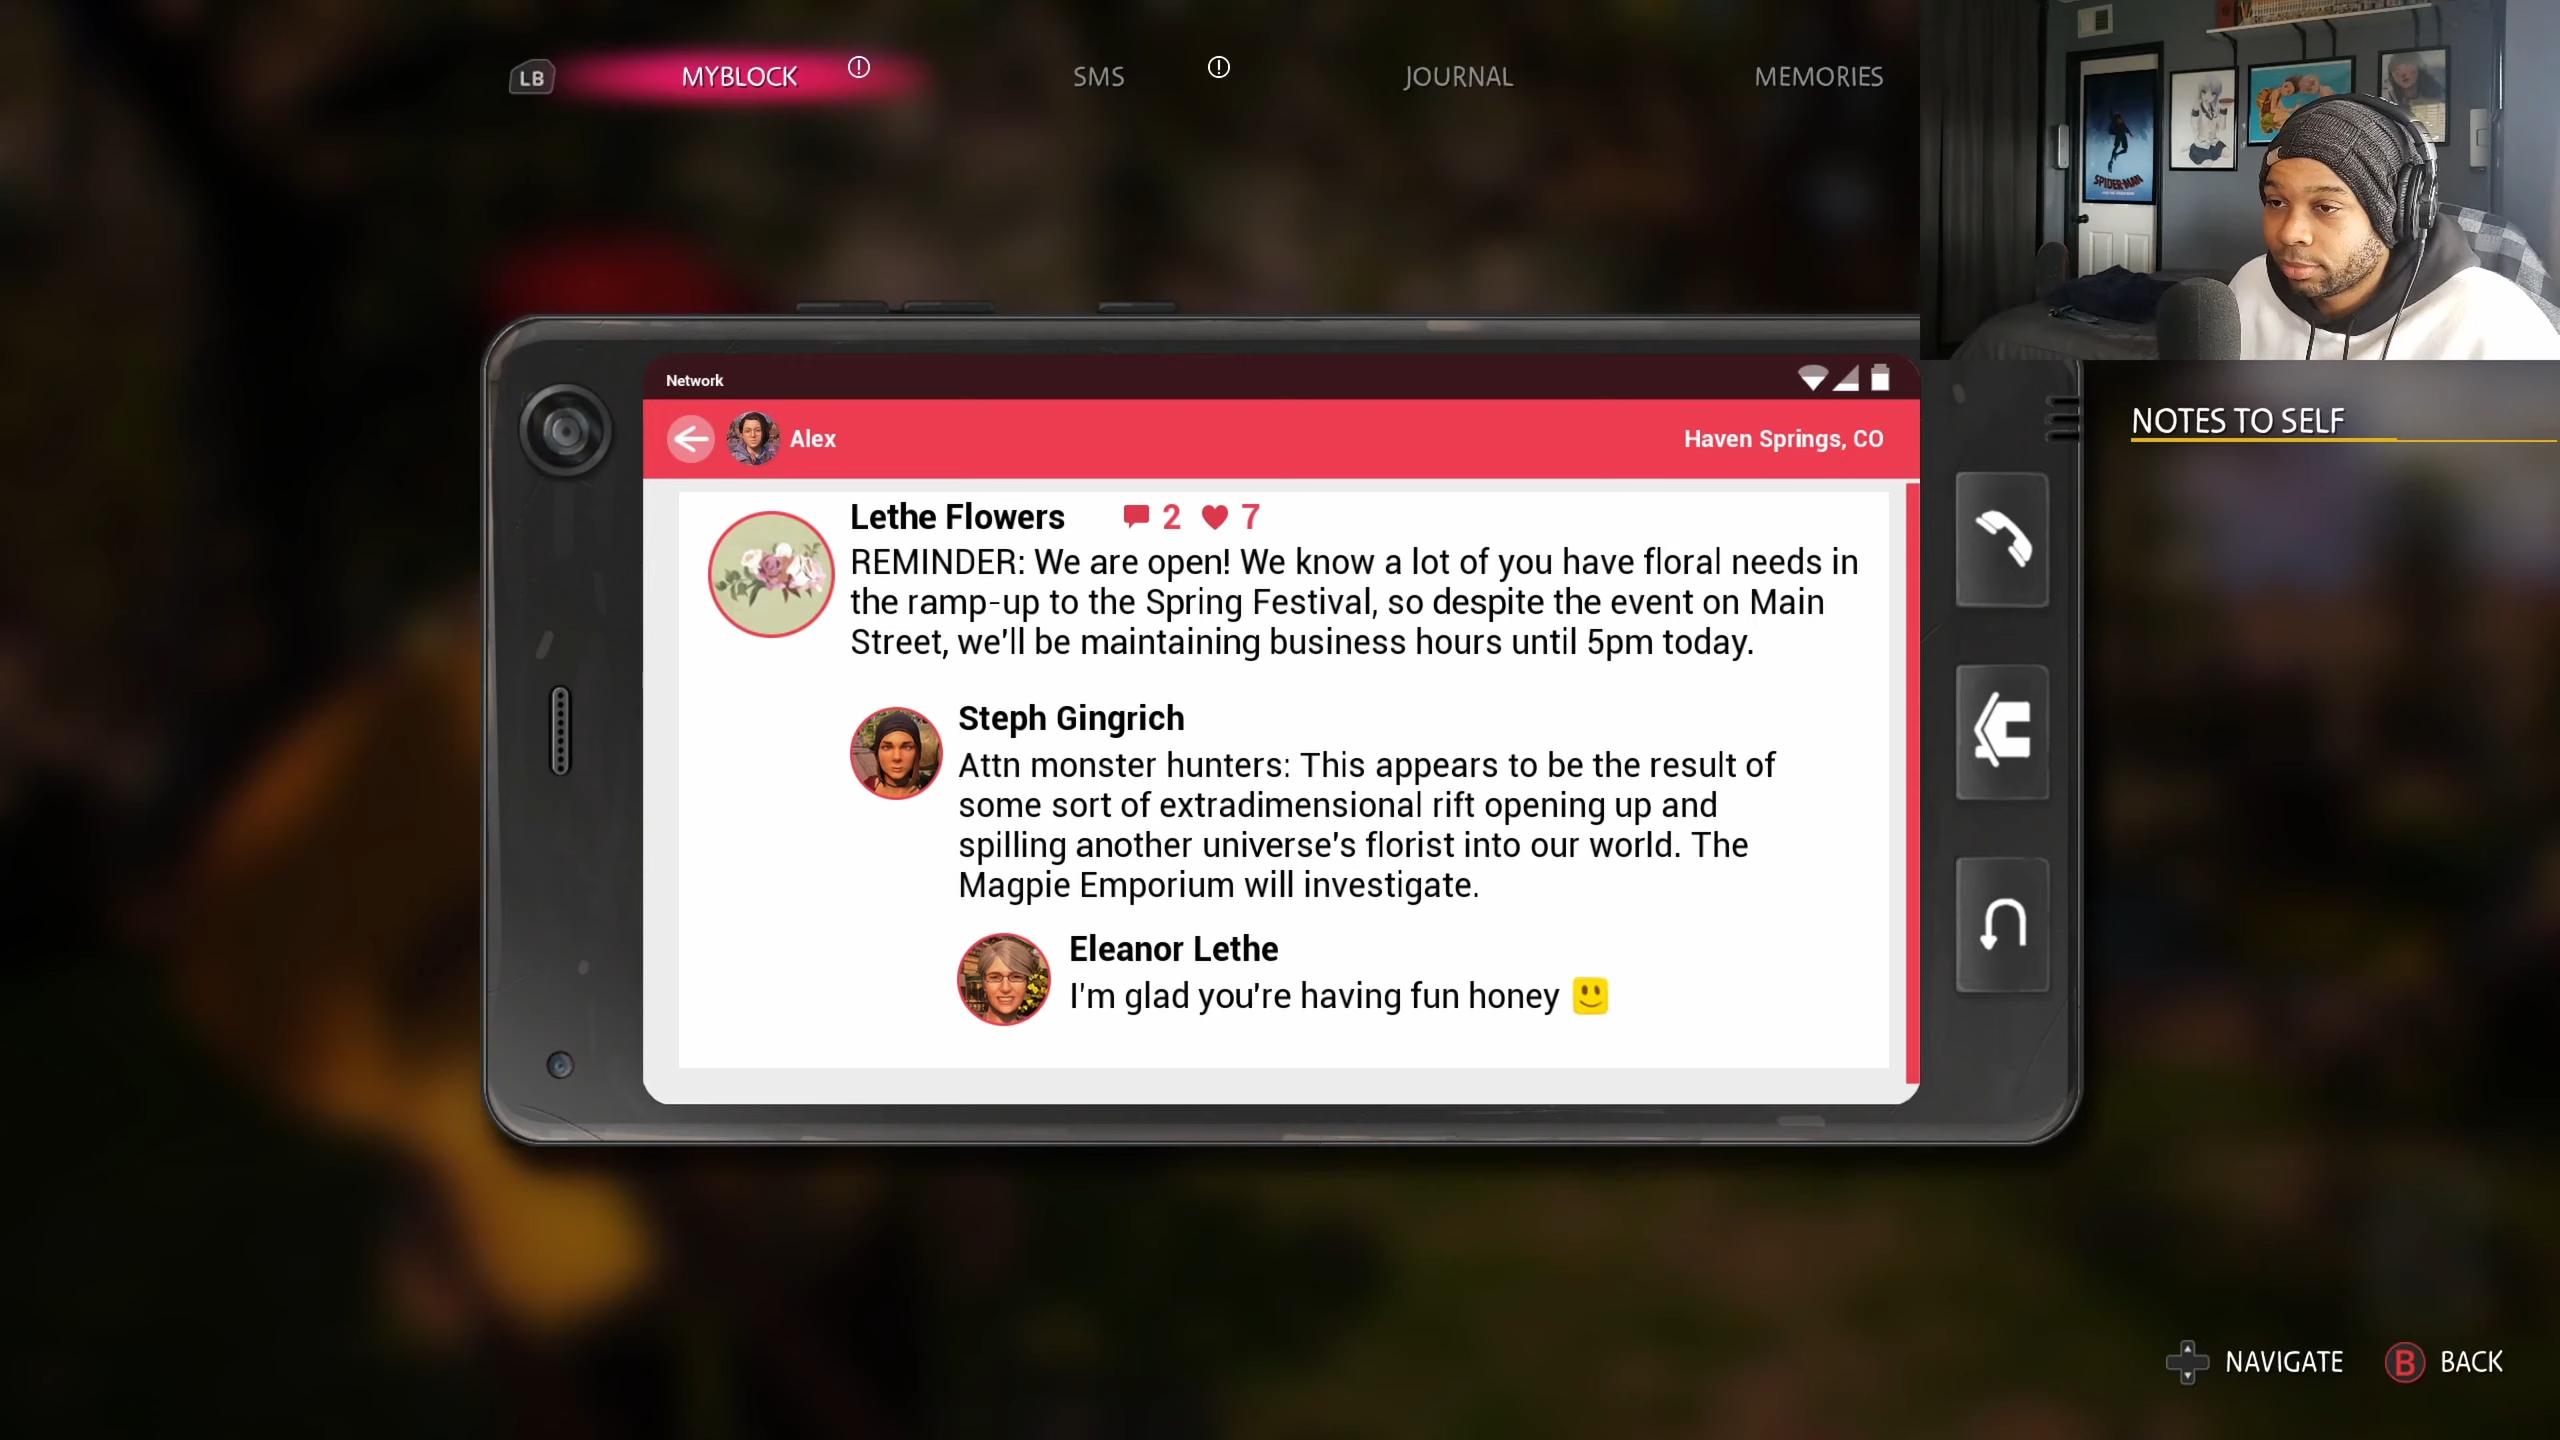 LB MYBLOCK SMS JOURNAL MEMORIES
SPIDER-MAN
Network
Alex Haven Springs, CO
NOTES TO SELF
Lethe Flowers 2 7
REMINDER: We are open! We know a lot of you have floral needs in
the ramp-up to the Spring Festival, so despite the event on Main
Street, we'll be maintaining business hours until 5pm today.
Steph Gingrich
Attn monster hunters: This appears to be the result of
some sort of extradimensional rift opening up and
spilling another universe's florist into our world. The
Magpie Emporium will investigate.
Eleanor Lethe
I'm glad you're having fun honey
NAVIGATE B BACK